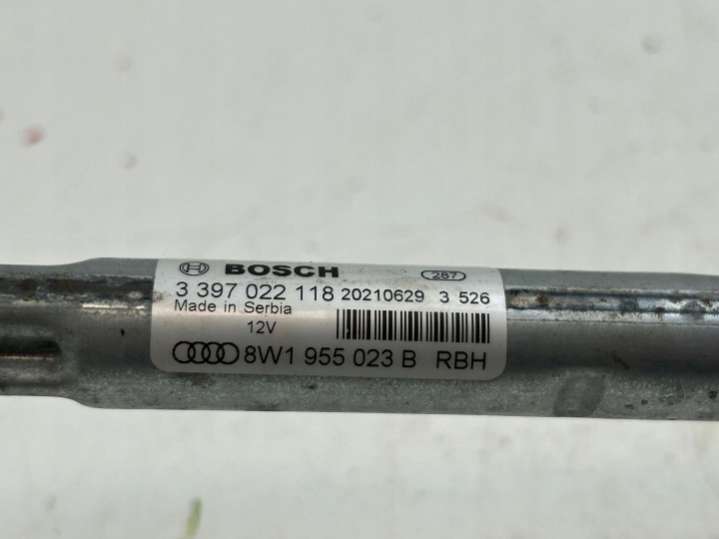 BOSCH 287
3 397 022 118 20210629 3 526
Made in Serbia
12V
8W1 955 023 B RBH